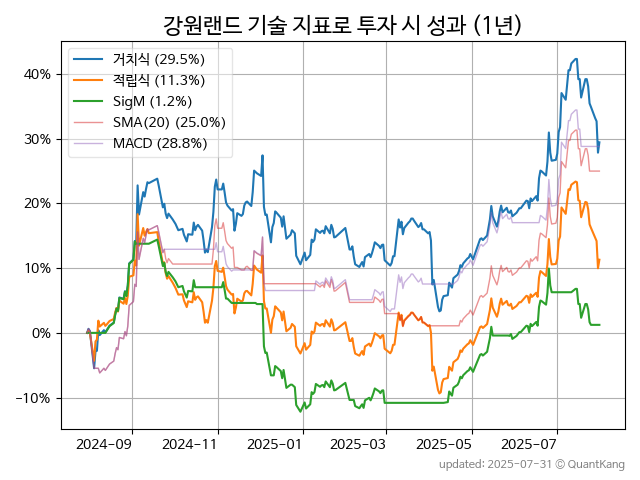 강원랜드 기술 지표로 투자 시 성과 (1년)
거치식 (29.5%)
적립식 (11.3%)
SigM (1.2%)
SMA(20) (25.0%)
MACD (28.8%)
40%
30%
20%
10%
0%
−10%
2024-09 2024-11 2025-01 2025-03 2025-05 2025-07
updated: 2025-07-31 © QuantKang